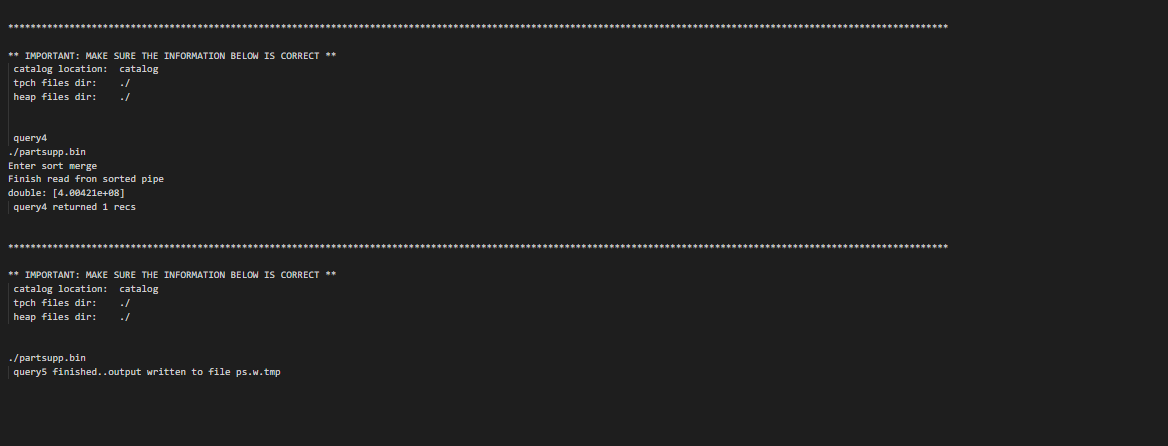 **************************************************************************************************************************************************************************
** IMPORTANT: MAKE SURE THE INFORMATION BELOW IS CORRECT **
catalog location: catalog
tpch files dir: ./
heap files dir: ./
query4
./partsupp.bin
Enter sort merge
Finish read fron sorted pipe
double: [4.00421e+08]
query4 returned 1 recs
**************************************************************************************************************************************************************************
** IMPORTANT: MAKE SURE THE INFORMATION BELOW IS CORRECT **
catalog location: catalog
tpch files dir: ./
heap files dir: ./
./partsupp.bin
query5 finished..output written to file ps.w.tmp